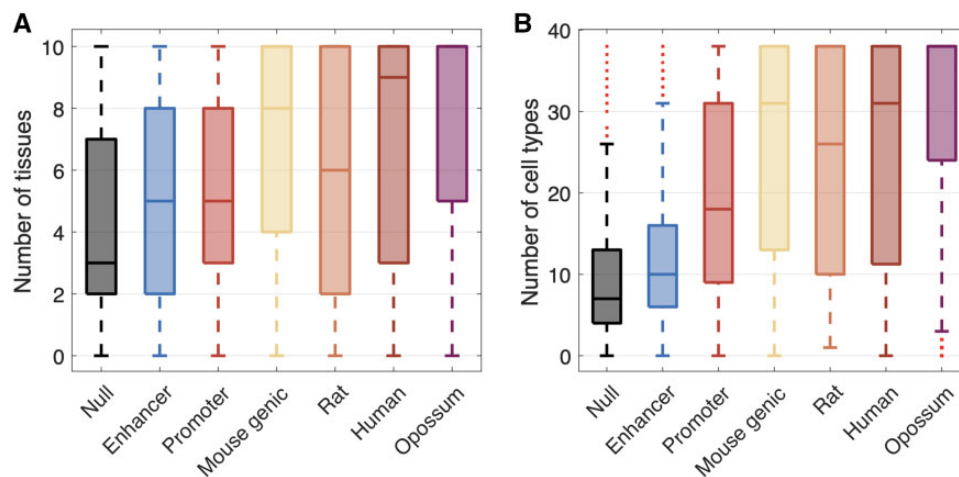 A
Number of tissues
10
8
6
4
2
0
Null
Enhancer
Promoter
Mouse genic
Rat
Human
Opossum
B
Number of cell types
40
30
20
10
0
Null
Enhancer
Promoter
Mouse genic
Rat
Human
Opossum